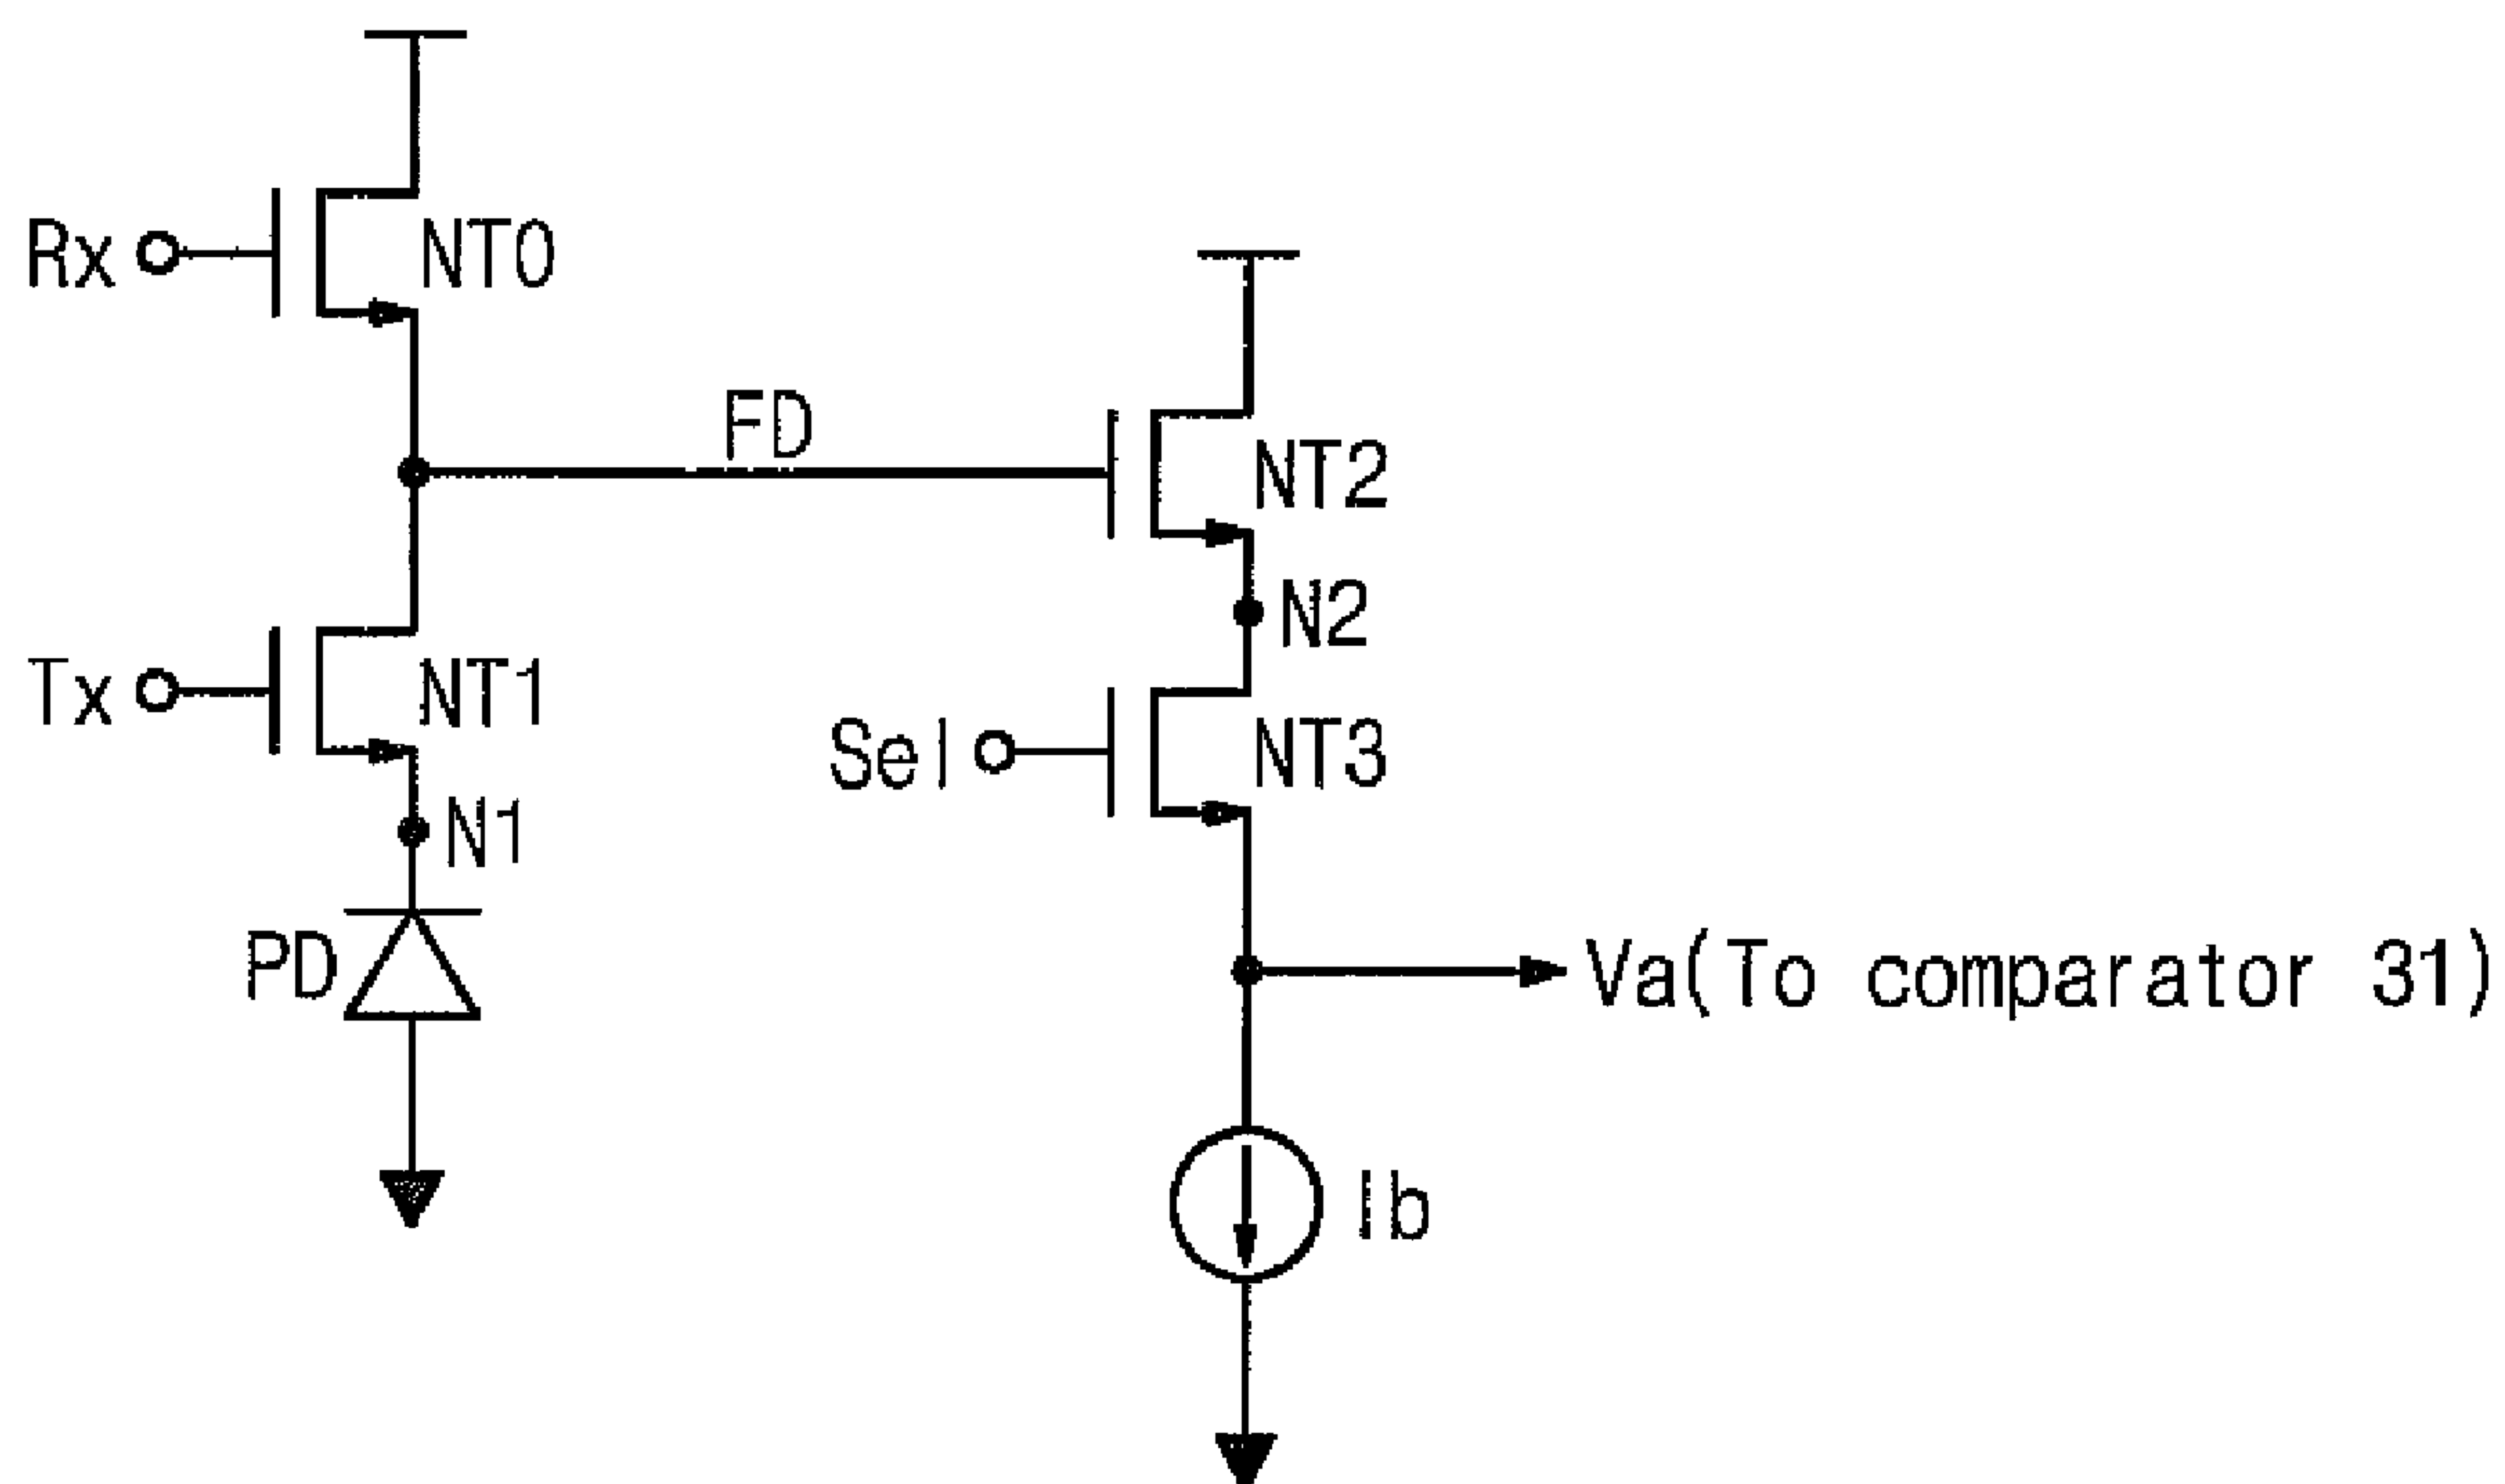 Rx
NT0
FD
NT2
N2
Tx
NT1
Sel
NT3
N1
PD
Va(To comparator 31)
Ib